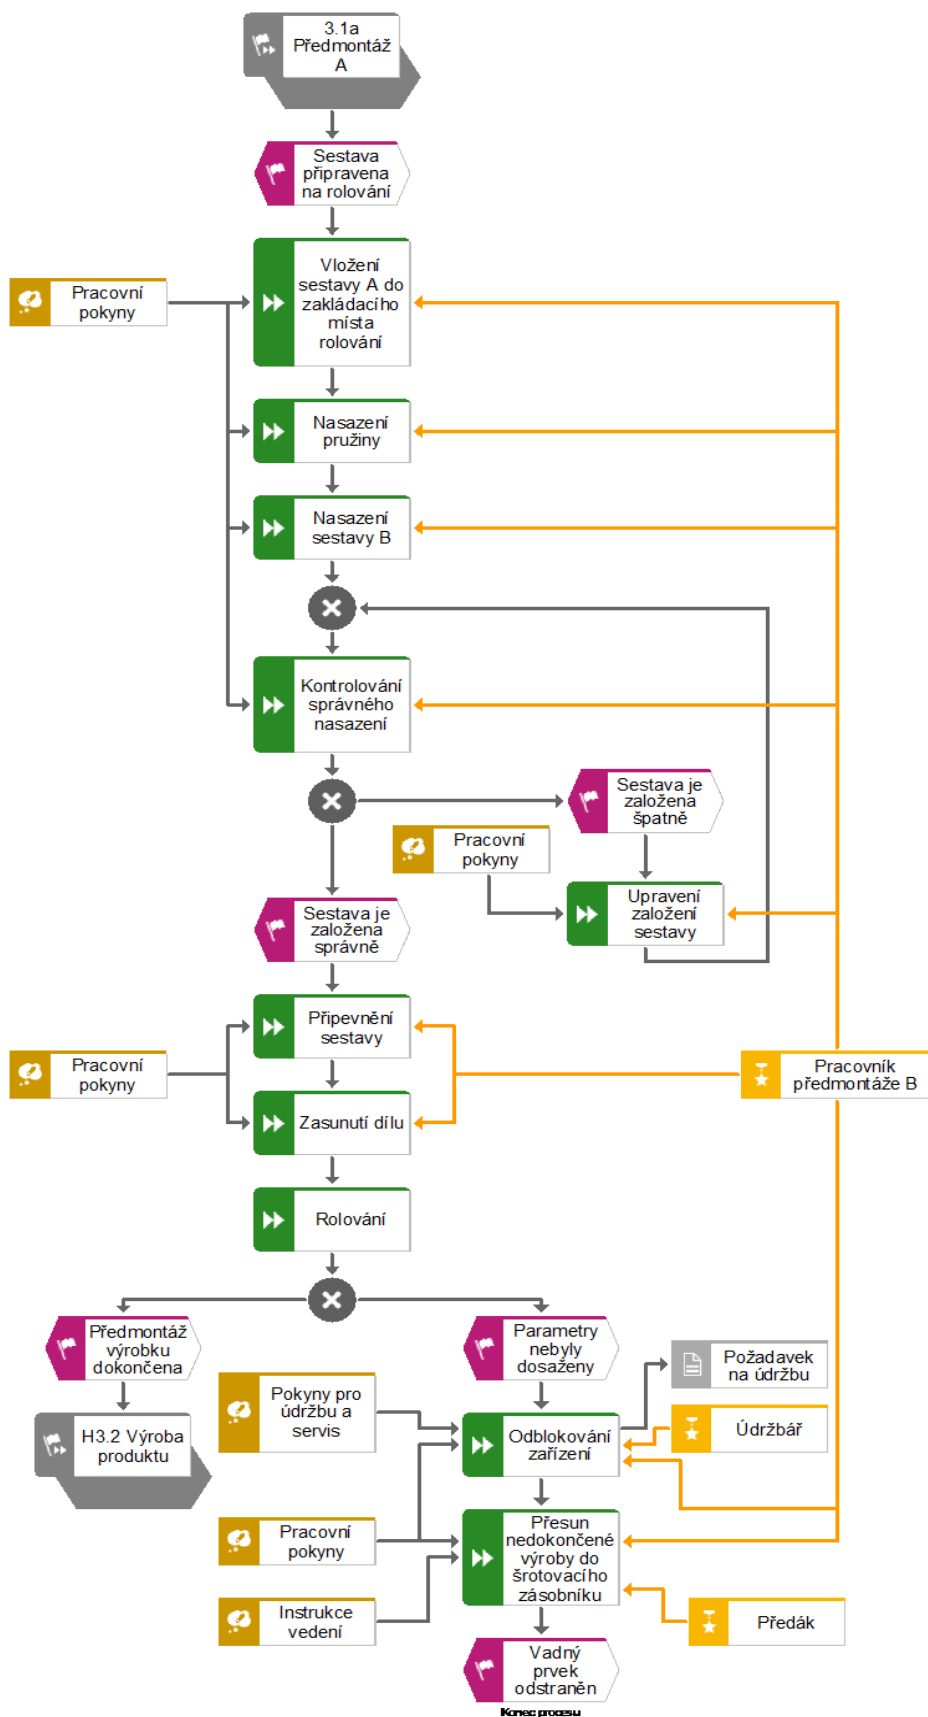 3.1a
Předmontáž
A
Sestava
připravena
na rolování
Vložení
sestavy A do
zakládacího
místa
rolování
Pracovní
pokyny
Nasazení
pružiny
Nasazení
sestavy B
Kontrolování
správného
nasazení
Sestava je
založena
špatně
Pracovní
pokyny
Upravení
založení
sestavy
Sestava je
založena
správně
Připevnění
sestavy
Pracovní
pokyny
Pracovník
předmontáže B
Zasunutí dílu
Rolování
Předmontáž
výrobku
dokončena
Parametry
nebyly
dosaženy
Požadavek
na údržbu
Pokyny pro
údržbu a
servis
H3.2 Výroba
produktu
Odblokování
zařízení
Údržbář
Pracovní
pokyny
Přesun
nedokončené
výroby do
šrotovacího
zásobníku
Instrukce
vedení
Předák
Vadný
prvek
odstraněn
Konec procesu